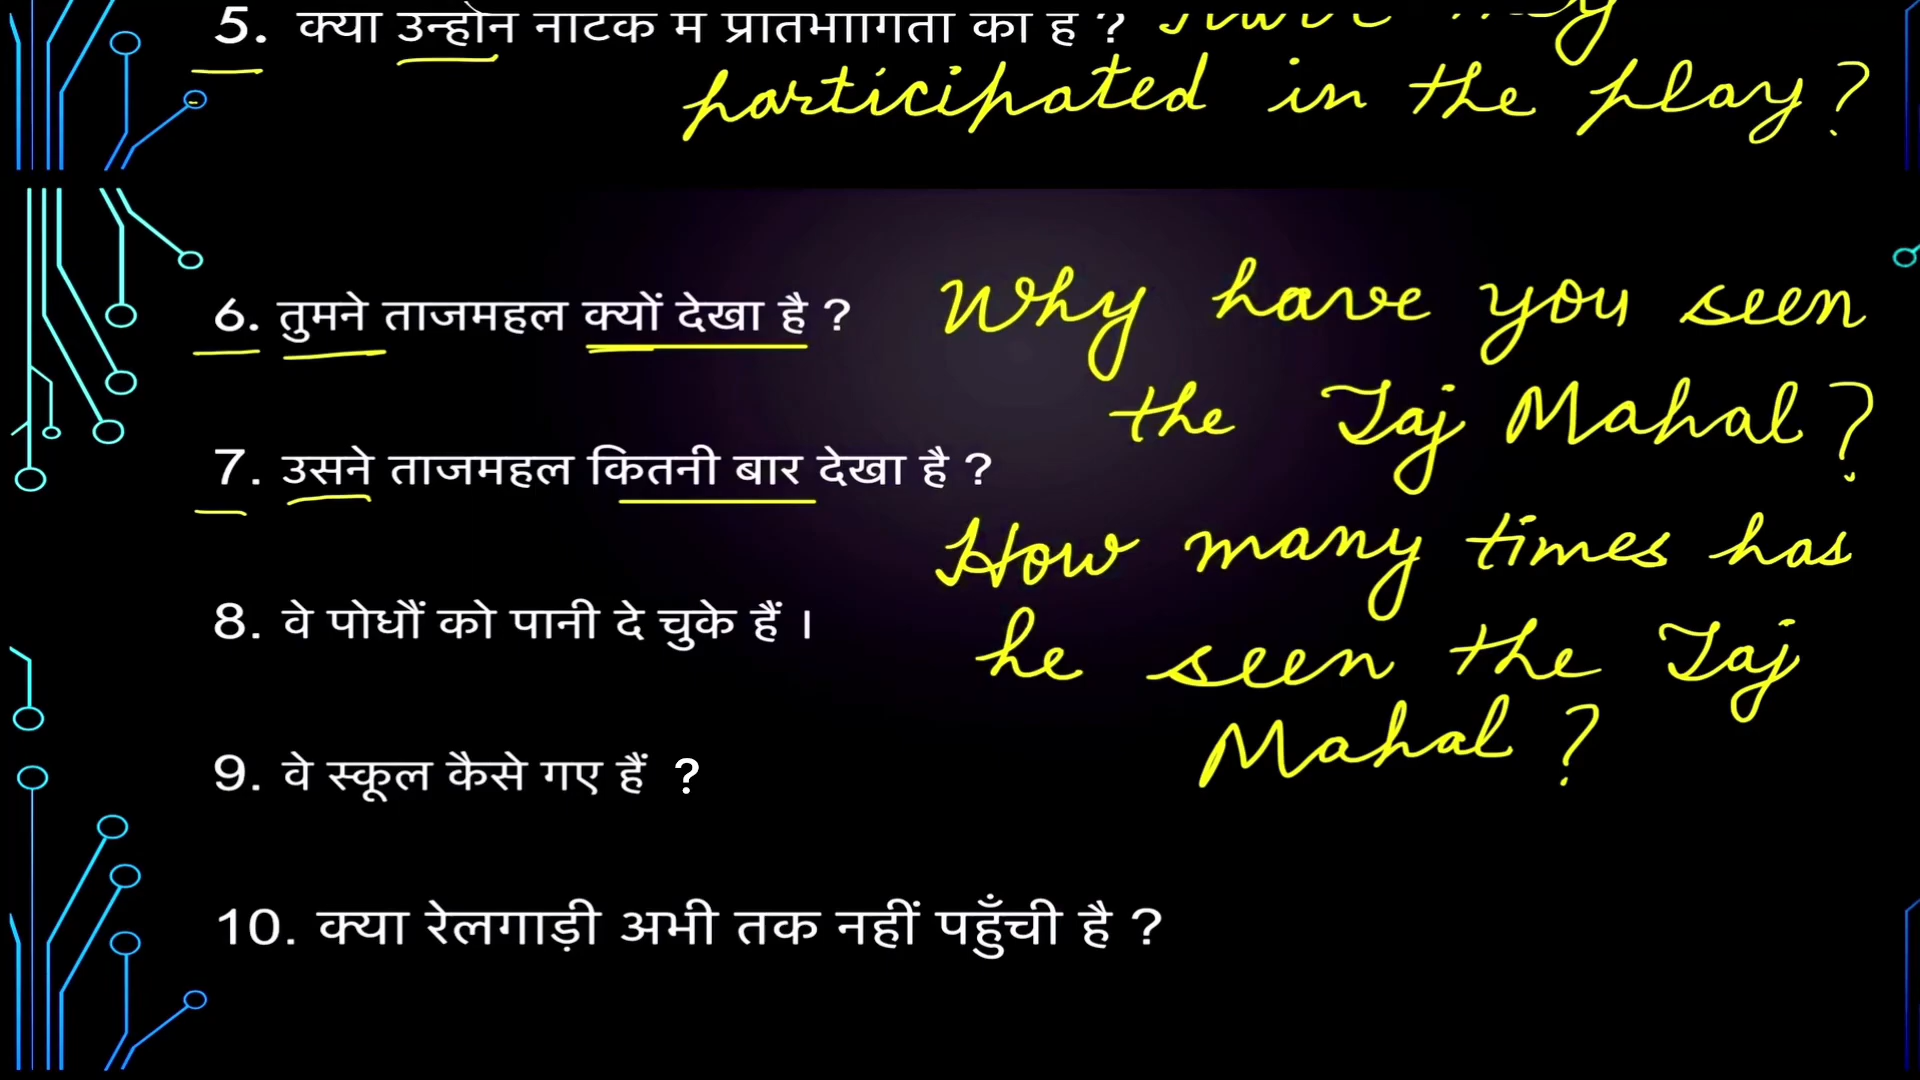 5. क्या उन्होंने नाटक में प्रतिभागिता की है ? have they
participated in the play?
6. तुमने ताजमहल क्यों देखा है ? Why have you seen
the Taj Mahal?
7. उसने ताजमहल कितनी बार देखा है ?
How many times has
he seen the Taj
Mahal?
8. वे पोधौं को पानी दे चुके हैं ।
9. वे स्कूल कैसे गए हैं ?
10. क्या रेलगाड़ी अभी तक नहीं पहुँची है ?